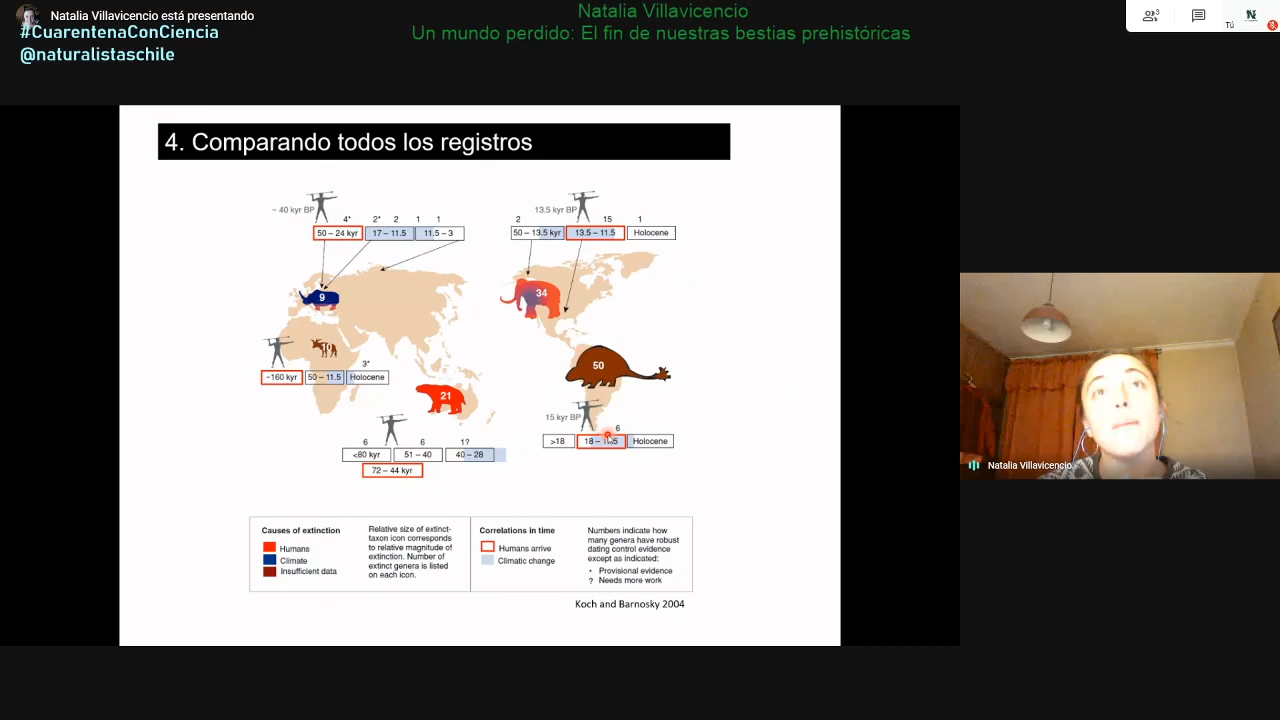 Natalia Villavicencio está presentando
#CuarentenaConCiencia
@naturalistaschile
Natalia Villavicencio
Un mundo perdido: El fin de nuestras bestias prehistóricas
3
Tú
4. Comparando todos los registros
~ 40 kyr BP
4* 2* 2 1 1
50 – 24 kyr 17 – 11.5 11.5 – 3
13.5 kyr BP
2 15 1
50 – 13.5 kyr 13.5 – 11.5 Holocene
9
34
10
3*
~160 kyr 50 – 11.5 Holocene
21
50
15 kyr BP
6
>18 18 – 11.5 Holocene
6 6 1?
<80 kyr 51 – 40 40 – 28
72 – 44 kyr
Causes of extinction
Humans
Climate
Insufficient data
Relative size of extinct-
taxon icon corresponds
to relative magnitude of
extinction. Number of
extinct genera is listed
on each icon.
Correlations in time
Humans arrive
Climatic change
Numbers indicate how
many genera have robust
dating control evidence
except as indicated:
* Provisional evidence
? Needs more work
Koch and Barnosky 2004
Natalia Villavicencio